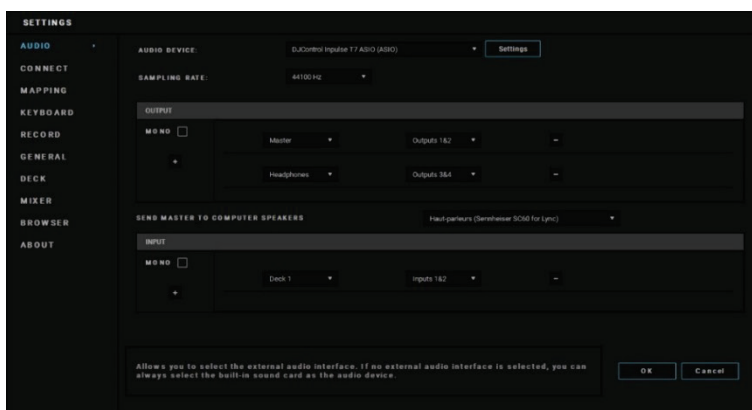 SETTINGS
AUDIO
CONNECT
MAPPING
KEYBOARD
RECORD
GENERAL
DECK
MIXER
BROWSER
ABOUT
AUDIO DEVICE: DJControl Inpulse T7 ASIO (ASIO) Settings
SAMPLING RATE: 44100 Hz
OUTPUT
MONO
Master Outputs 1&2 -
+
Headphones Outputs 3&4 -
SEND MASTER TO COMPUTER SPEAKERS Haut-parleurs (Sennheiser SC60 for Lync)
INPUT
MONO
Deck 1 Inputs 1&2 -
+
Allows you to select the external audio interface. If no external audio interface is selected, you can
always select the built-in sound card as the audio device.
OK Cancel